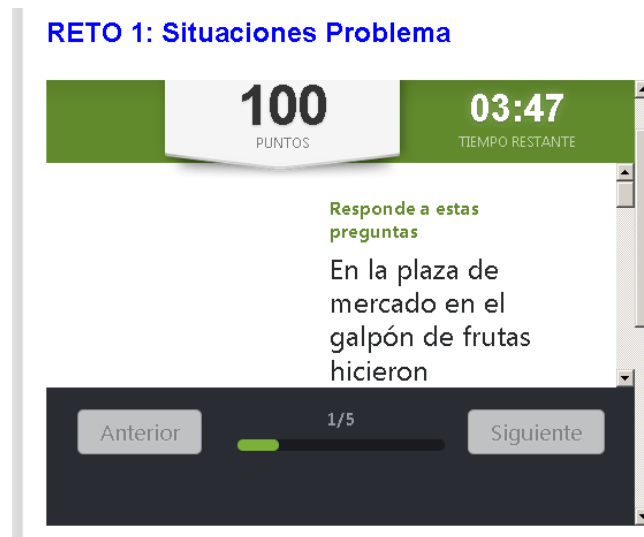 RETO 1: Situaciones Problema
100
PUNTOS
03:47
TIEMPO RESTANTE
Responde a estas
preguntas
En la plaza de
mercado en el
galpón de frutas
hicieron
Anterior
1/5
Siguiente